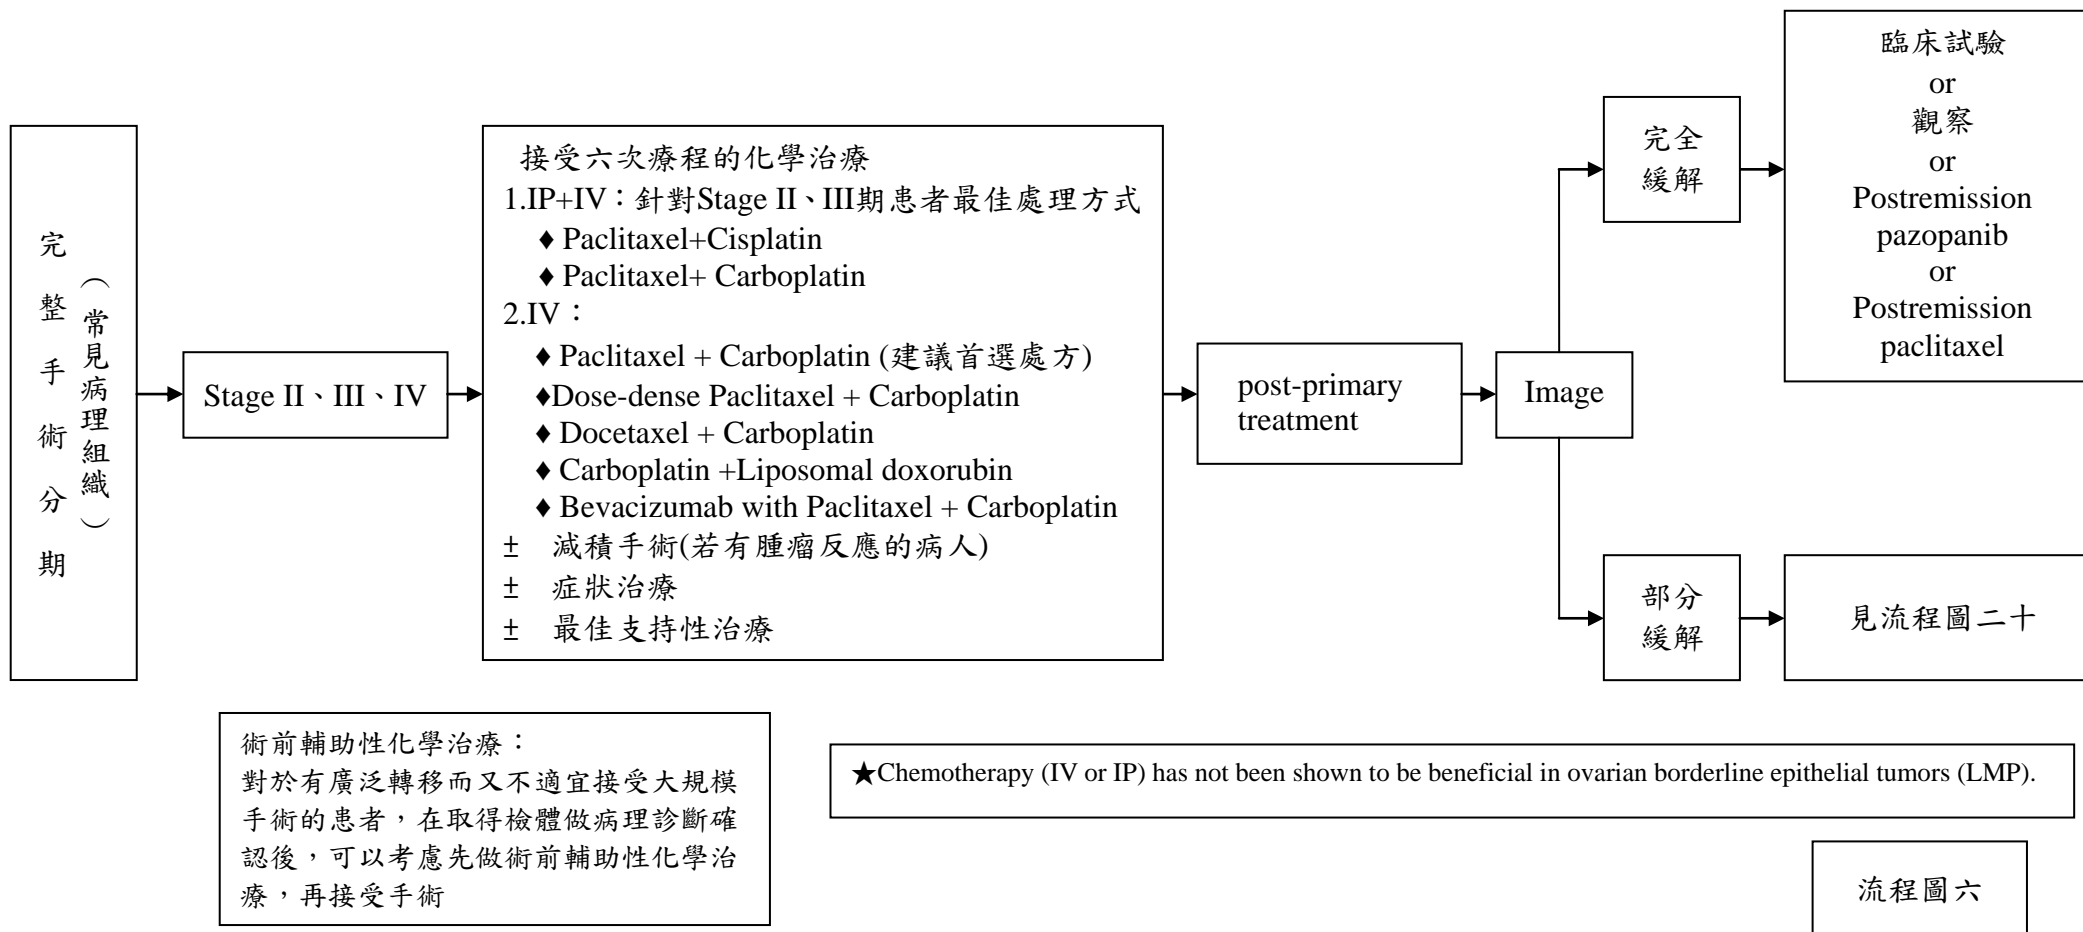 完整手術分期
（常見病理組織）
Stage II、III、IV
接受六次療程的化學治療
1.IP+IV：針對Stage II、III期患者最佳處理方式
♦ Paclitaxel+Cisplatin
♦ Paclitaxel+ Carboplatin
2.IV：
♦ Paclitaxel + Carboplatin (建議首選處方)
♦Dose-dense Paclitaxel + Carboplatin
♦ Docetaxel + Carboplatin
♦ Carboplatin +Liposomal doxorubin
♦ Bevacizumab with Paclitaxel + Carboplatin
± 減積手術(若有腫瘤反應的病人)
± 症狀治療
± 最佳支持性治療
post-primary
treatment
Image
完全
緩解
臨床試驗
or
觀察
or
Postremission
pazopanib
or
Postremission
paclitaxel
部分
緩解
見流程圖二十
術前輔助性化學治療：
對於有廣泛轉移而又不適宜接受大規模
手術的患者，在取得檢體做病理診斷確
認後，可以考慮先做術前輔助性化學治
療，再接受手術
★Chemotherapy (IV or IP) has not been shown to be beneficial in ovarian borderline epithelial tumors (LMP).
流程圖六